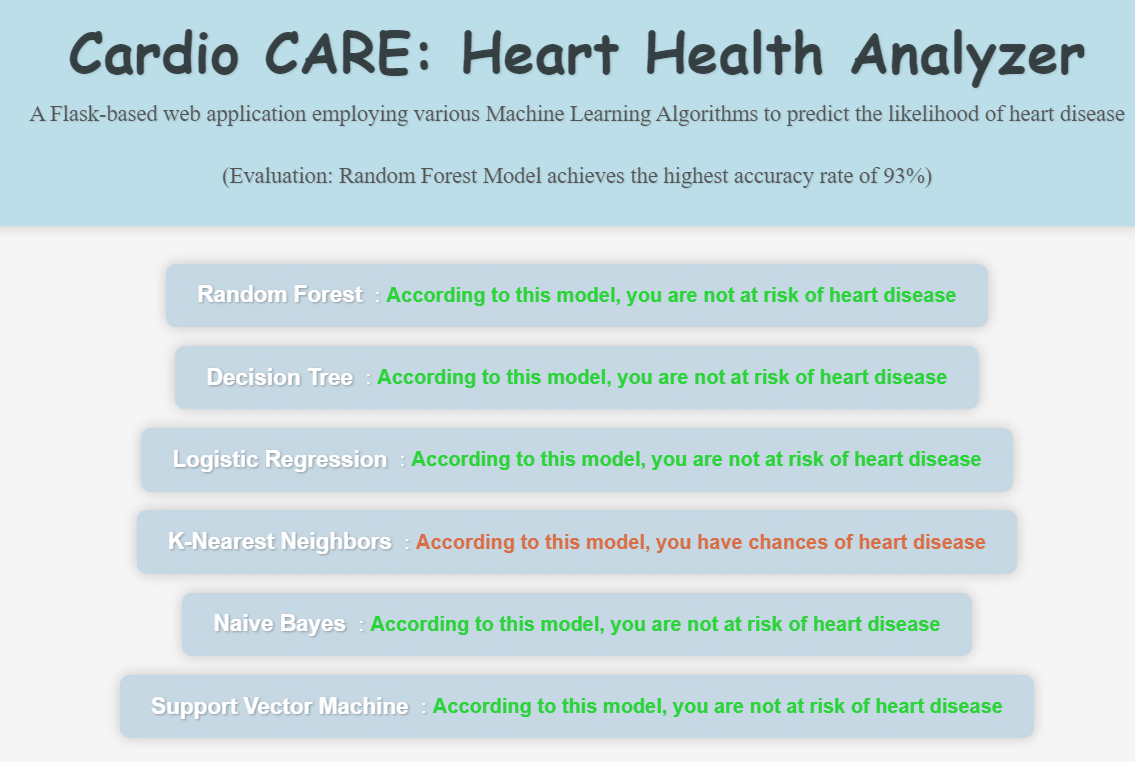 Cardio CARE: Heart Health Analyzer
A Flask-based web application employing various Machine Learning Algorithms to predict the likelihood of heart disease
(Evaluation: Random Forest Model achieves the highest accuracy rate of 93%)
Random Forest : According to this model, you are not at risk of heart disease
Decision Tree : According to this model, you are not at risk of heart disease
Logistic Regression : According to this model, you are not at risk of heart disease
K-Nearest Neighbors : According to this model, you have chances of heart disease
Naive Bayes : According to this model, you are not at risk of heart disease
Support Vector Machine : According to this model, you are not at risk of heart disease